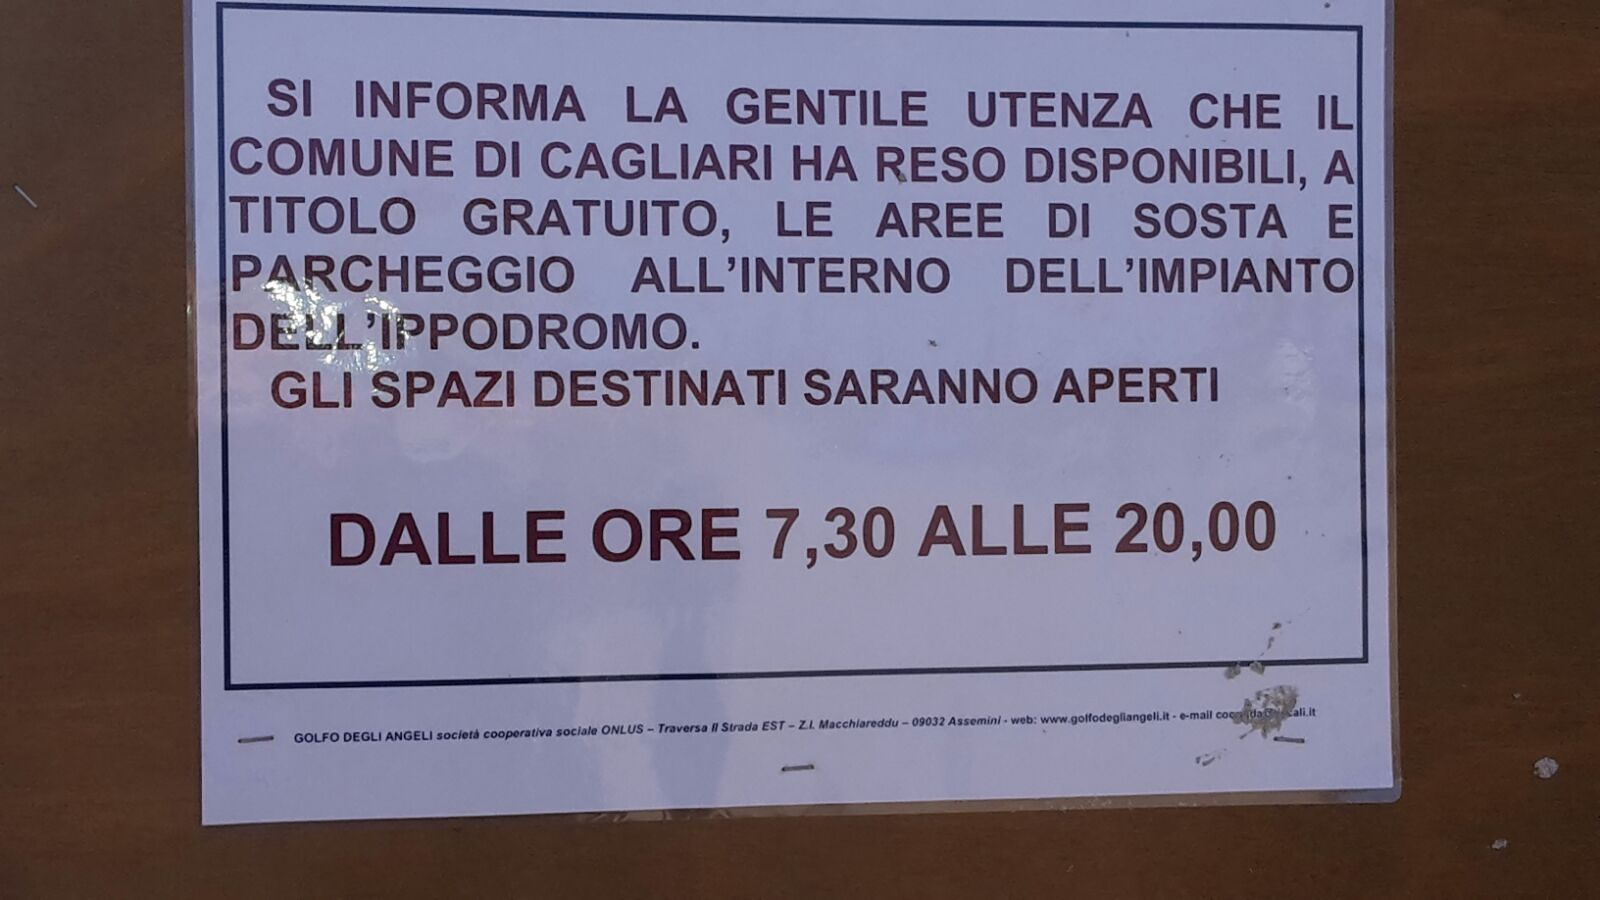 SI INFORMA LA GENTILE UTENZA CHE IL
COMUNE DI CAGLIARI HA RESO DISPONIBILI, A
TITOLO GRATUITO, LE AREE DI SOSTA E
PARCHEGGIO ALL'INTERNO DELL'IMPIANTO
DELL'IPPODROMO.
GLI SPAZI DESTINATI SARANNO APERTI
DALLE ORE 7,30 ALLE 20,00
GOLFO DEGLI ANGELI società cooperativa sociale ONLUS – Traversa II Strada EST – Z.I. Macchiareddu – 09032 Assemini - web: www.golfodegliangeli.it - e-mail